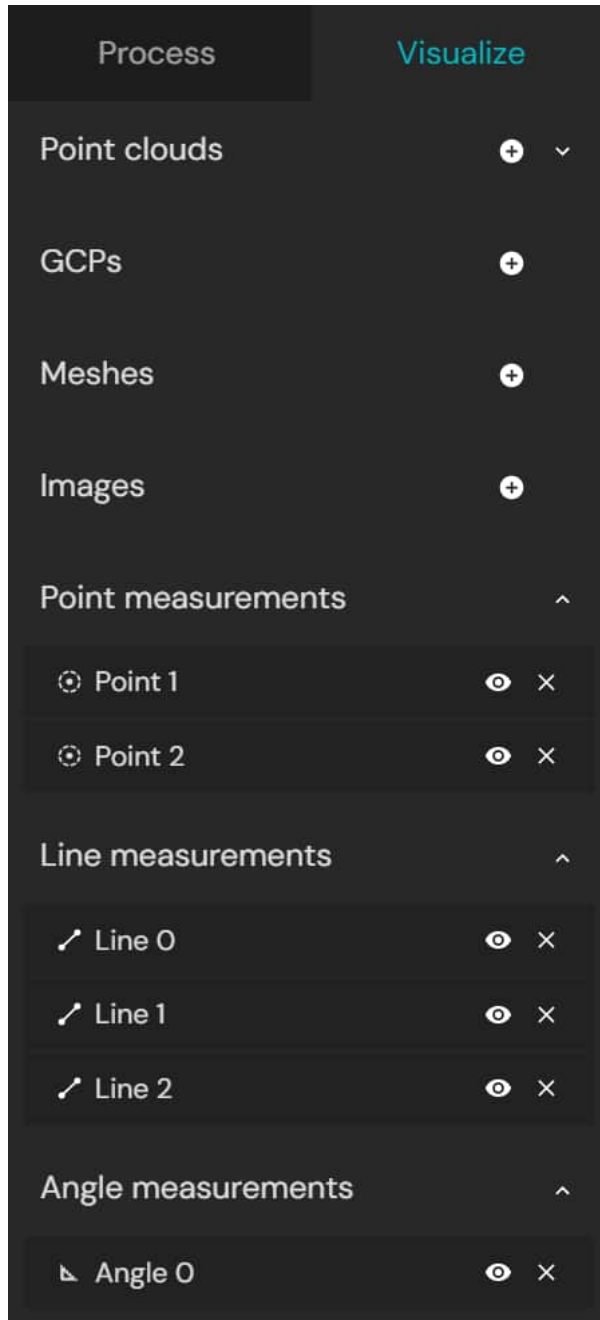 Process Visualize
Point clouds
GCPs
Meshes
Images
Point measurements
Point 1
Point 2
Line measurements
Line 0
Line 1
Line 2
Angle measurements
Angle 0